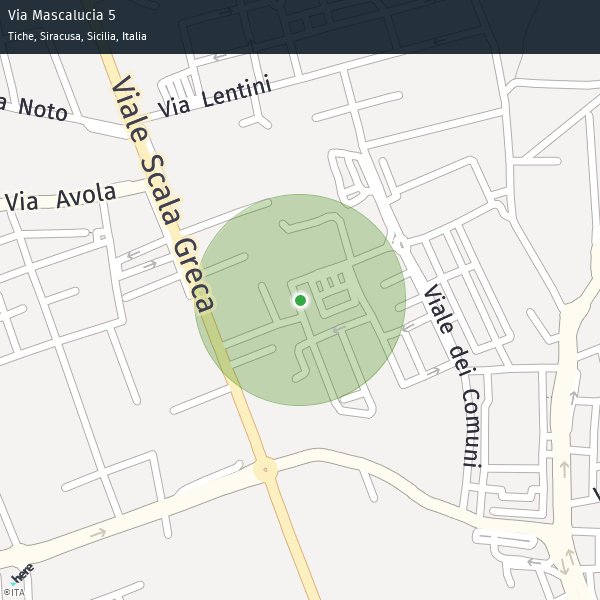 Via Mascalucia 5
Tiche, Siracusa, Sicilia, Italia
a Noto
Via Lentini
Viale Scala Greca
Via Avola
Viale dei Comuni
here
©ITA